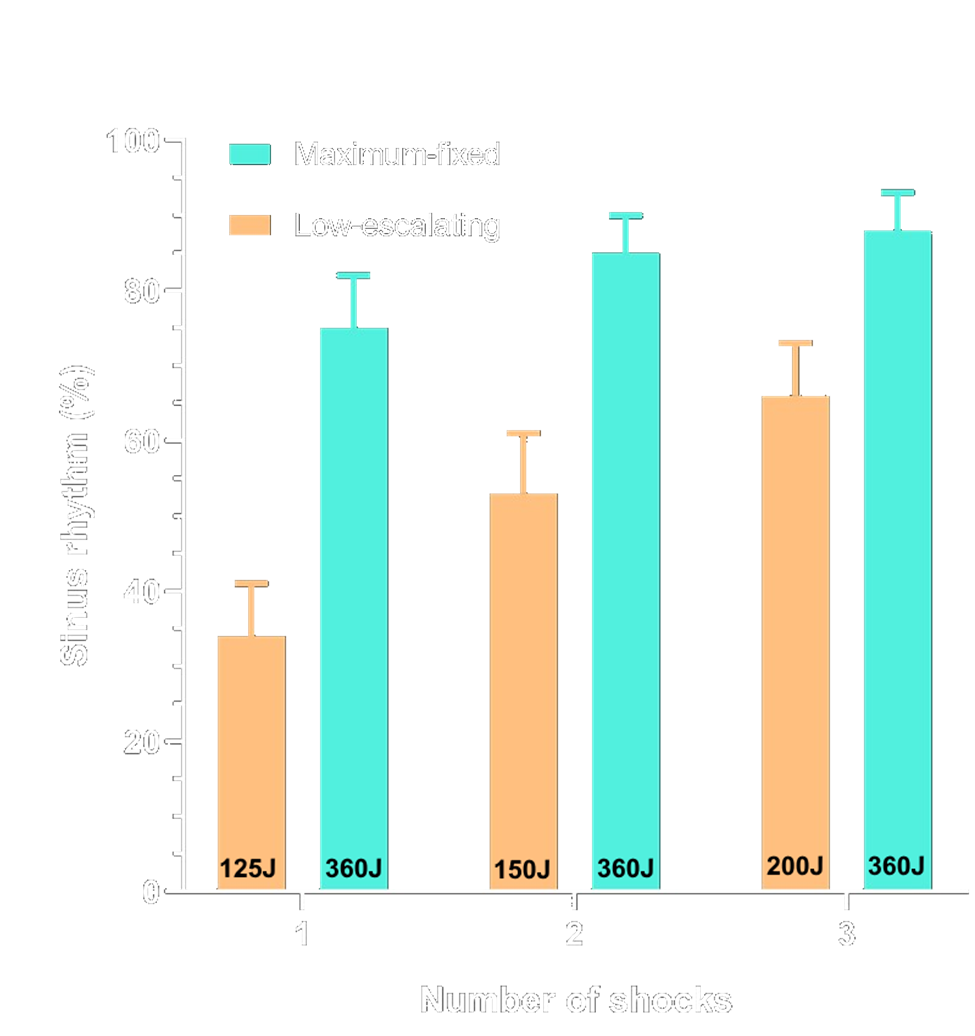 100
Maximum-fixed
Low-escalating
80
Sinus rhythm (%)
60
40
20
0
125J 360J 150J 360J 200J 360J
1 2 3
Number of shocks